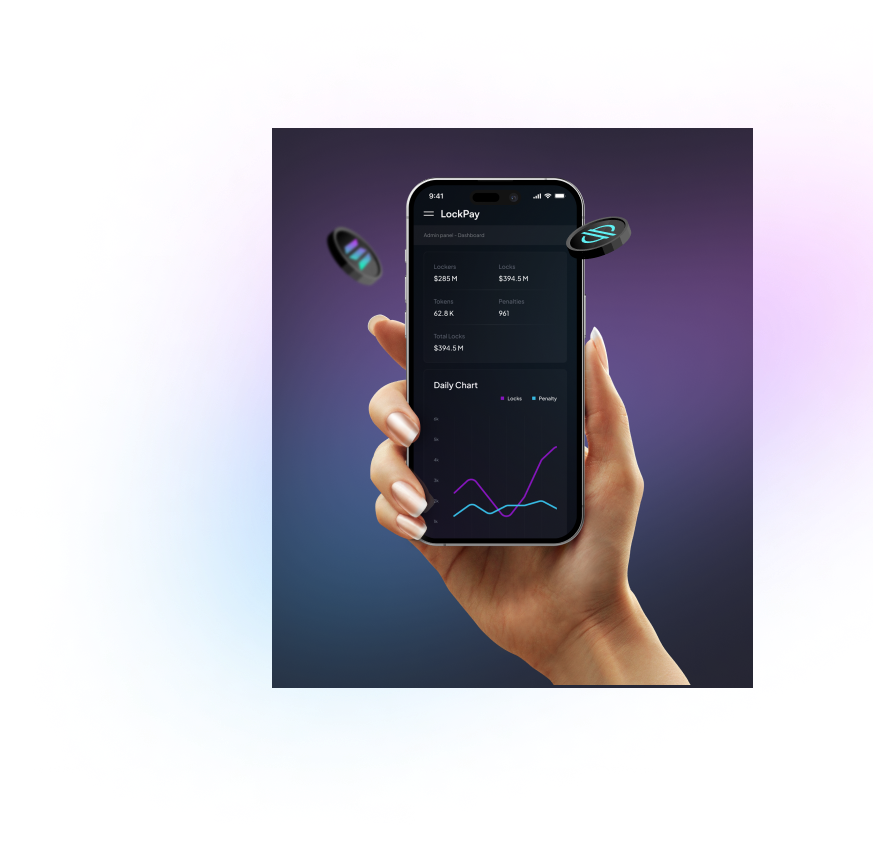 9:41
LockPay
Admin panel - Dashboard
Lockers Locks
$285 M $394.5 M
Tokens Penalties
62.8 K 961
Total Locks
$394.5 M
Daily Chart
Locks Penalty
6k
5k
4k
3k
1k